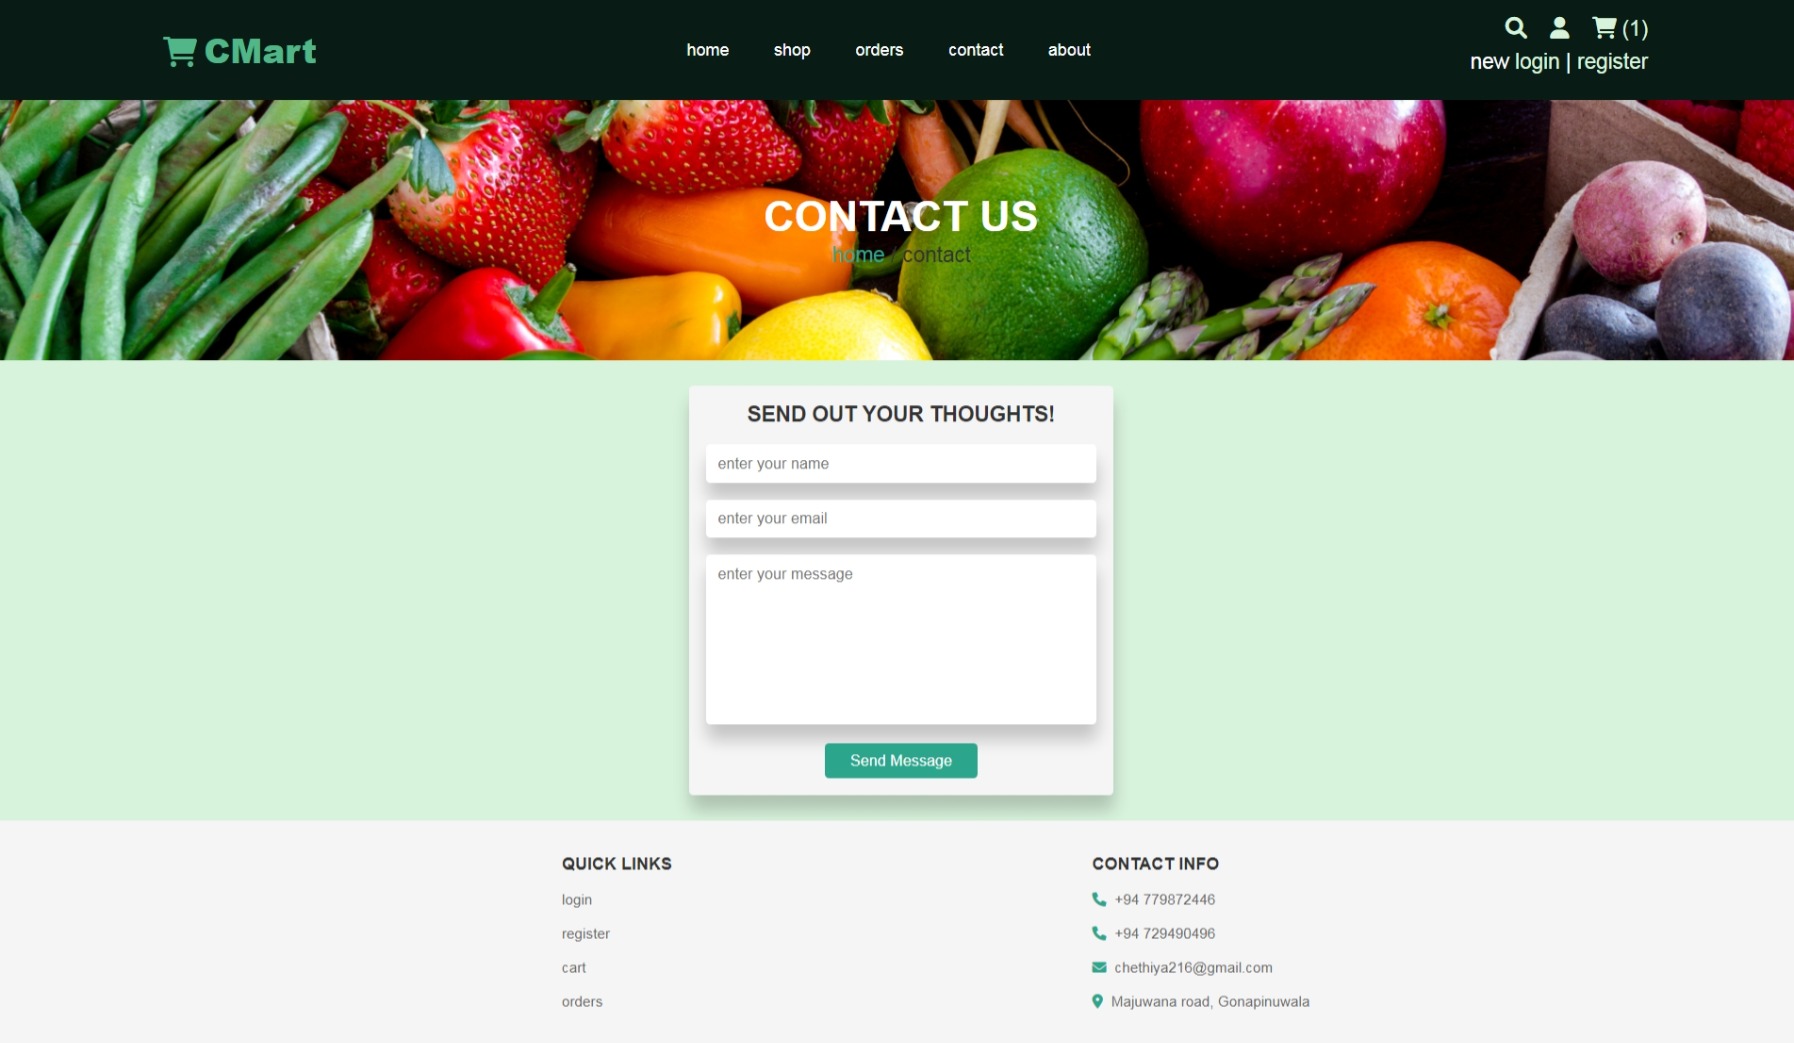 CMart
home shop orders contact about
(1)
new login | register
CONTACT US
home / contact
SEND OUT YOUR THOUGHTS!
enter your name
enter your email
enter your message
Send Message
QUICK LINKS
login
register
cart
orders
CONTACT INFO
+94 779872446
+94 729490496
chethiya216@gmail.com
Majuwana road, Gonapinuwala